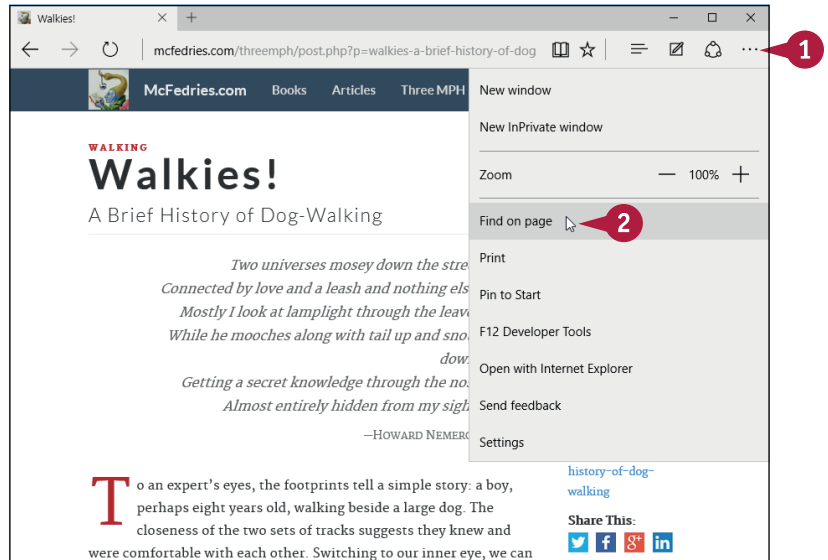 Walkies!
mcfedries.com/threemph/post.php?p=walkies-a-brief-history-of-dog
1
McFedries.com Books Articles Three MPH
New window
New InPrivate window
Zoom 100%
Find on page
2
Print
Pin to Start
F12 Developer Tools
Open with Internet Explorer
Send feedback
Settings
WALKING
Walkies!
A Brief History of Dog-Walking
Two universes mosey down the stre
Connected by love and a leash and nothing els
Mostly I look at lamplight through the leav
While he mooches along with tail up and sno
dow
Getting a secret knowledge through the no
Almost entirely hidden from my sigh
—HOWARD NEMERO
To an expert's eyes, the footprints tell a simple story: a boy,
perhaps eight years old, walking beside a large dog. The
closeness of the two sets of tracks suggests they knew and
were comfortable with each other. Switching to our inner eye, we can
history-of-dog-
walking
Share This:
f g+ in